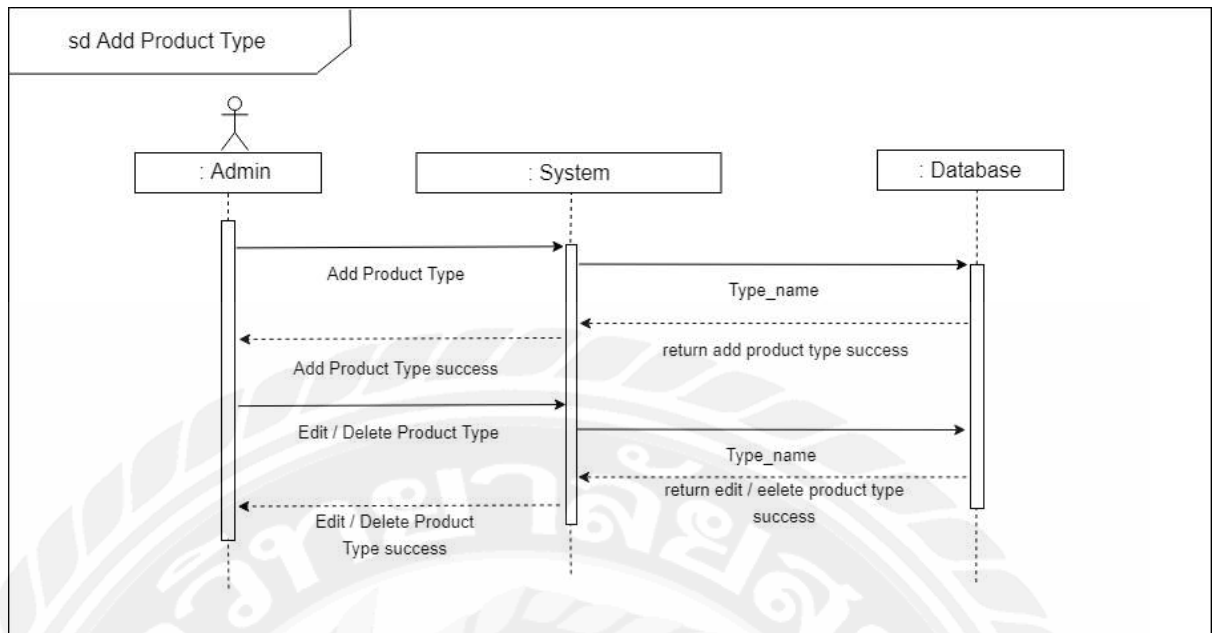 sd Add Product Type
: Admin
: System
: Database
Add Product Type
Type_name
return add product type success
Add Product Type success
Edit / Delete Product Type
Type_name
return edit / eelete product type
success
Edit / Delete Product
Type success